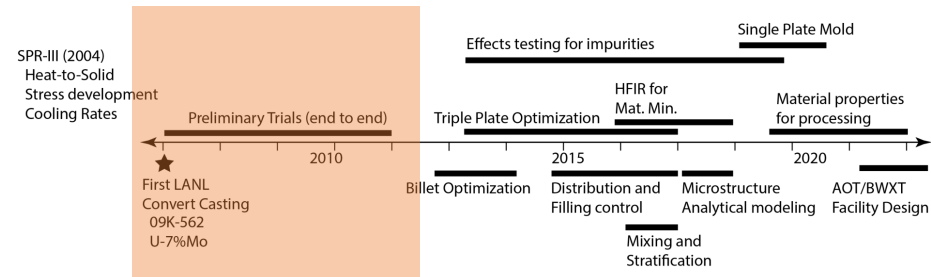 SPR-III (2004)
Heat-to-Solid
Stress development
Cooling Rates
Preliminary Trials (end to end)
First LANL
Convert Casting
09K-562
U-7%Mo
Effects testing for impurities
Single Plate Mold
HFIR for
Mat. Min.
Triple Plate Optimization
Material properties
for processing
2010
2015
2020
Billet Optimization
Distribution and
Filling control
Mixing and
Stratification
Microstructure
Analytical modeling
AOT/BWXT
Facility Design